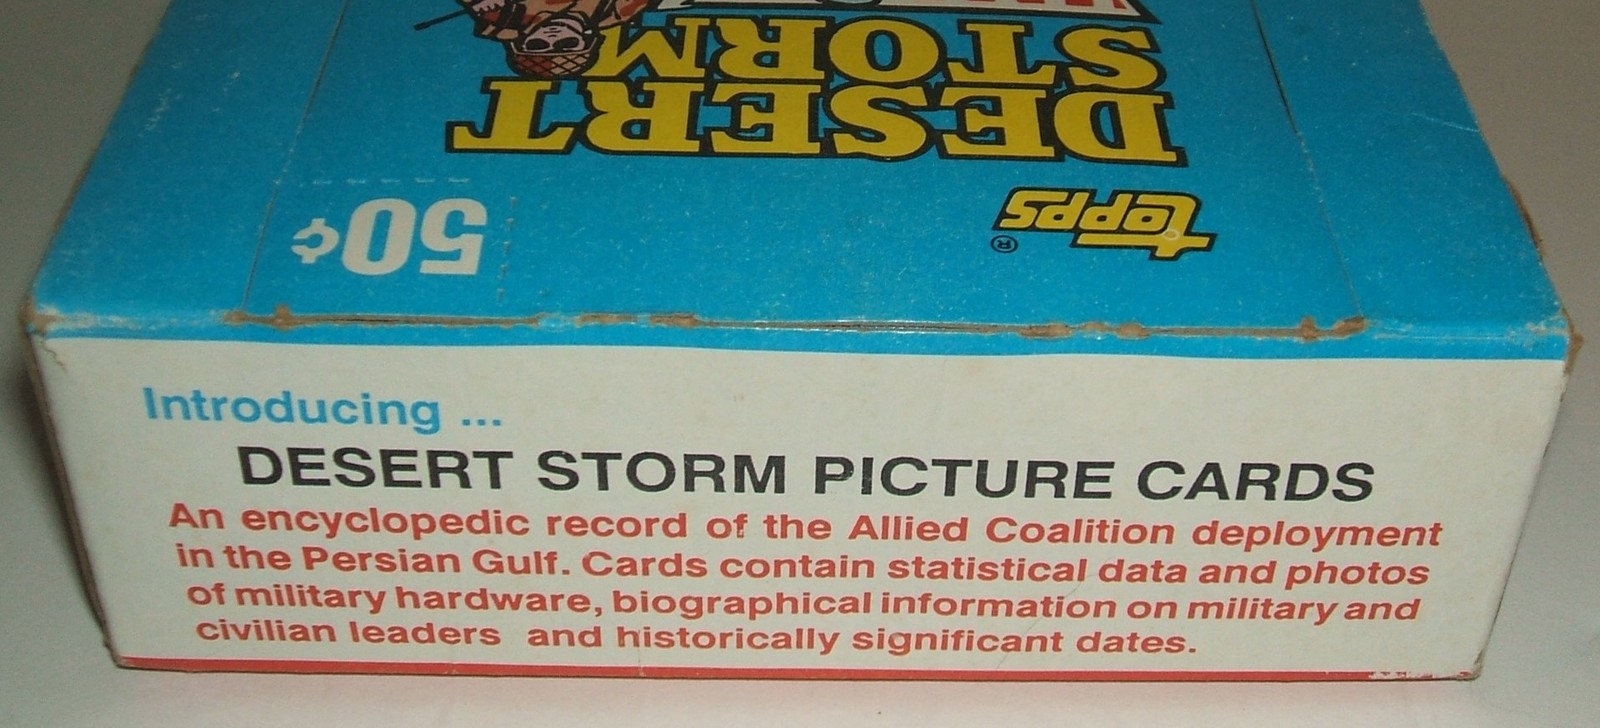 DESERT
STORM
topps®
50¢
Introducing ...
DESERT STORM PICTURE CARDS
An encyclopedic record of the Allied Coalition deployment
in the Persian Gulf. Cards contain statistical data and photos
of military hardware, biographical information on military and
civilian leaders and historically significant dates.